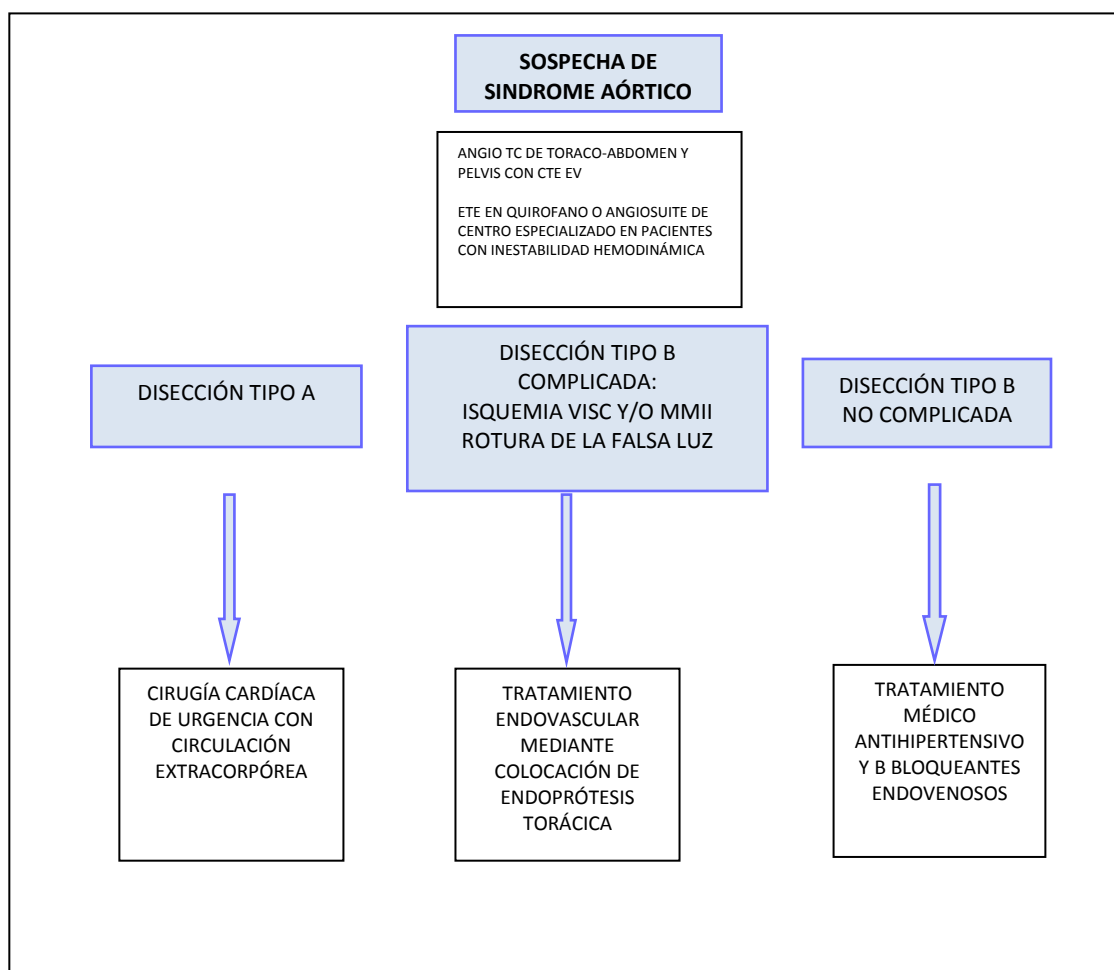 SOSPECHA DE
SINDROME AÓRTICO
ANGIO TC DE TORACO-ABDOMEN Y
PELVIS CON CTE EV
ETE EN QUIROFANO O ANGIOSUITE DE
CENTRO ESPECIALIZADO EN PACIENTES
CON INESTABILIDAD HEMODINÁMICA
DISECCIÓN TIPO A
DISECCIÓN TIPO B
COMPLICADA:
ISQUEMIA VISC Y/O MMII
ROTURA DE LA FALSA LUZ
DISECCIÓN TIPO B
NO COMPLICADA
CIRUGÍA CARDÍACA
DE URGENCIA CON
CIRCULACIÓN
EXTRACORPÓREA
TRATAMIENTO
ENDOVASCULAR
MEDIANTE
COLOCACIÓN DE
ENDOPRÓTESIS
TORÁCICA
TRATAMIENTO
MÉDICO
ANTIHIPERTENSIVO
Y B BLOQUEANTES
ENDOVENOSOS